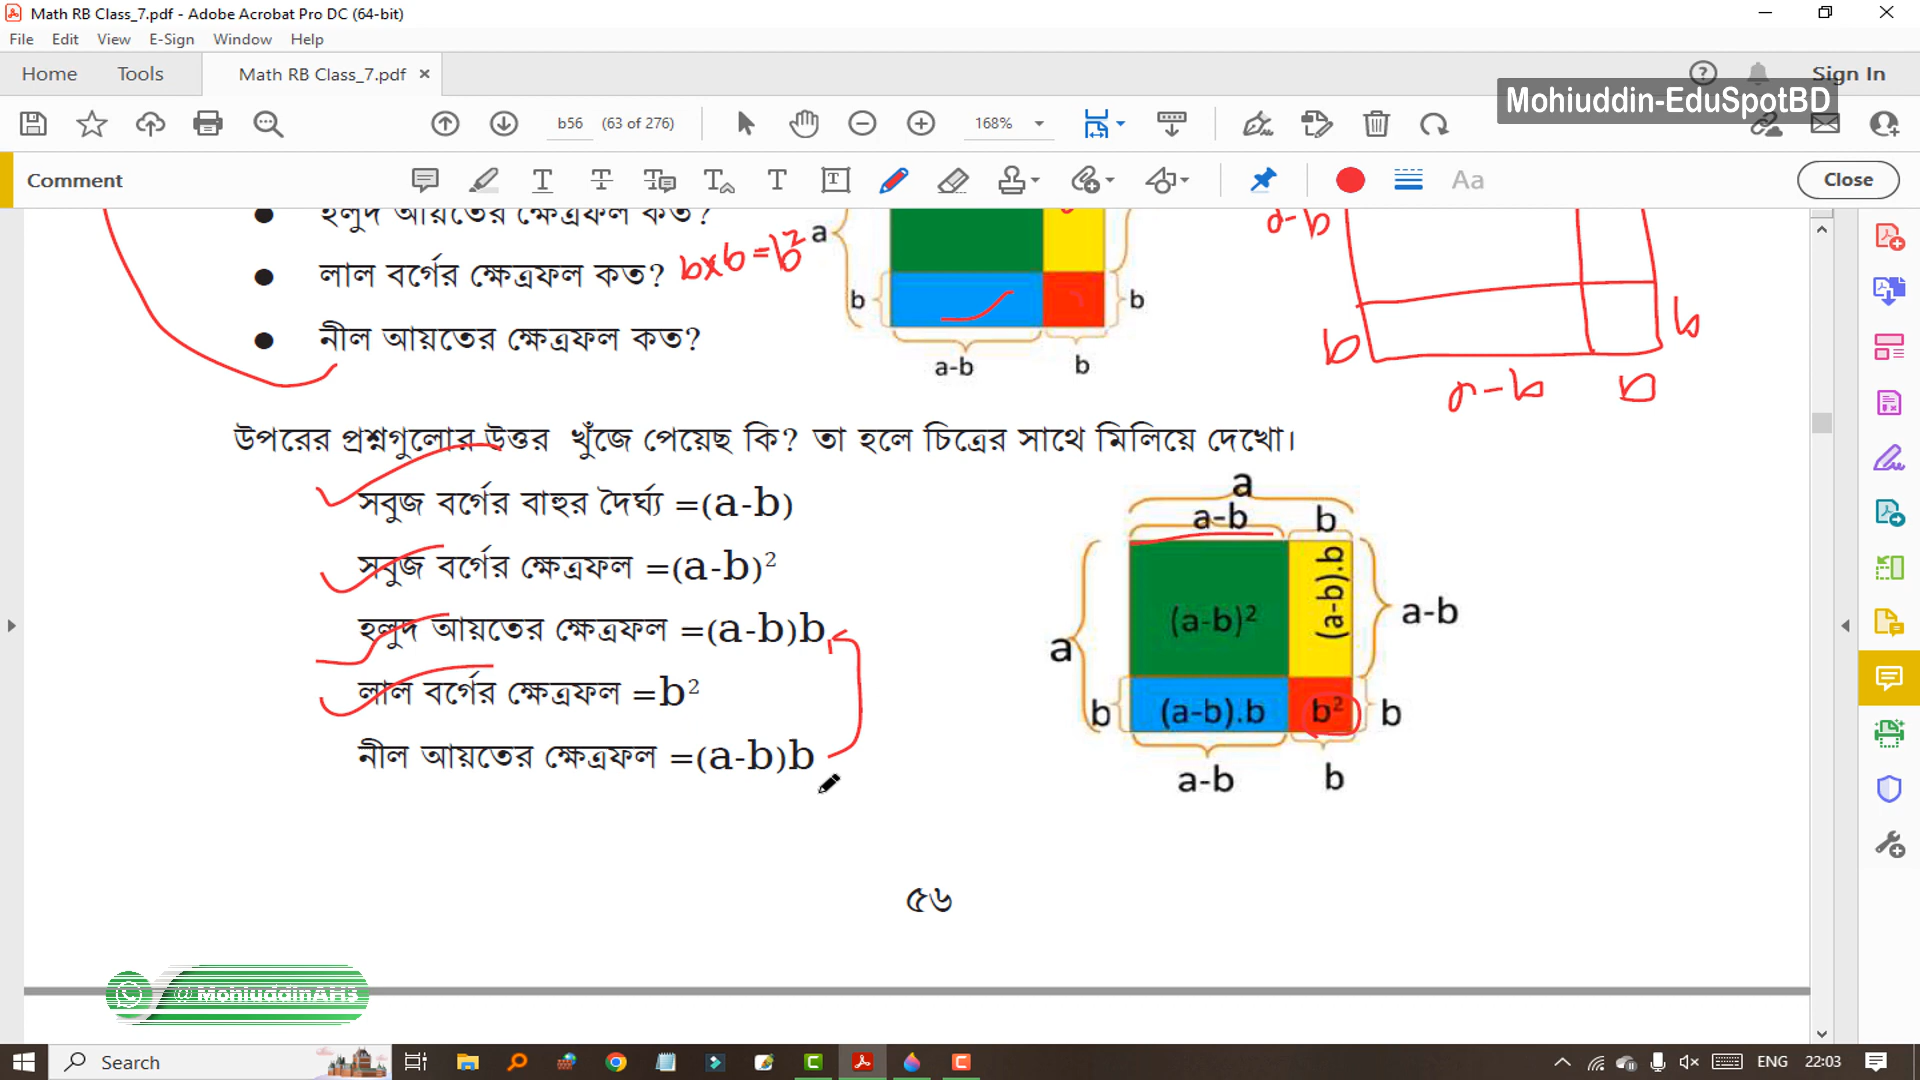 Math RB Class_7.pdf - Adobe Acrobat Pro DC (64-bit)
File Edit View E-Sign Window Help
Home Tools Math RB Class_7.pdf × Sign In
Mohiuddin-EduSpotBD
b56 (63 of 276) 168%
Comment Aa Close
হলুদ আয়তের ক্ষেত্রফল কত?
লাল বর্গের ক্ষেত্রফল কত? b×b=b²
নীল আয়তের ক্ষেত্রফল কত?
a
b b
a-b b
a-b
b b
a-b b
উপরের প্রশ্নগুলোর উত্তর খুঁজে পেয়েছ কি? তা হলে চিত্রের সাথে মিলিয়ে দেখো।
সবুজ বর্গের বাহুর দৈর্ঘ্য =(a-b)
সবুজ বর্গের ক্ষেত্রফল =(a-b)²
হলুদ আয়তের ক্ষেত্রফল =(a-b)b
লাল বর্গের ক্ষেত্রফল =b²
নীল আয়তের ক্ষেত্রফল =(a-b)b
a
a-b b
(a-b)² (a-b).b a-b
a
b (a-b).b b² b
a-b b
৫৬
@MohiuddinAHS
Search ENG 22:03